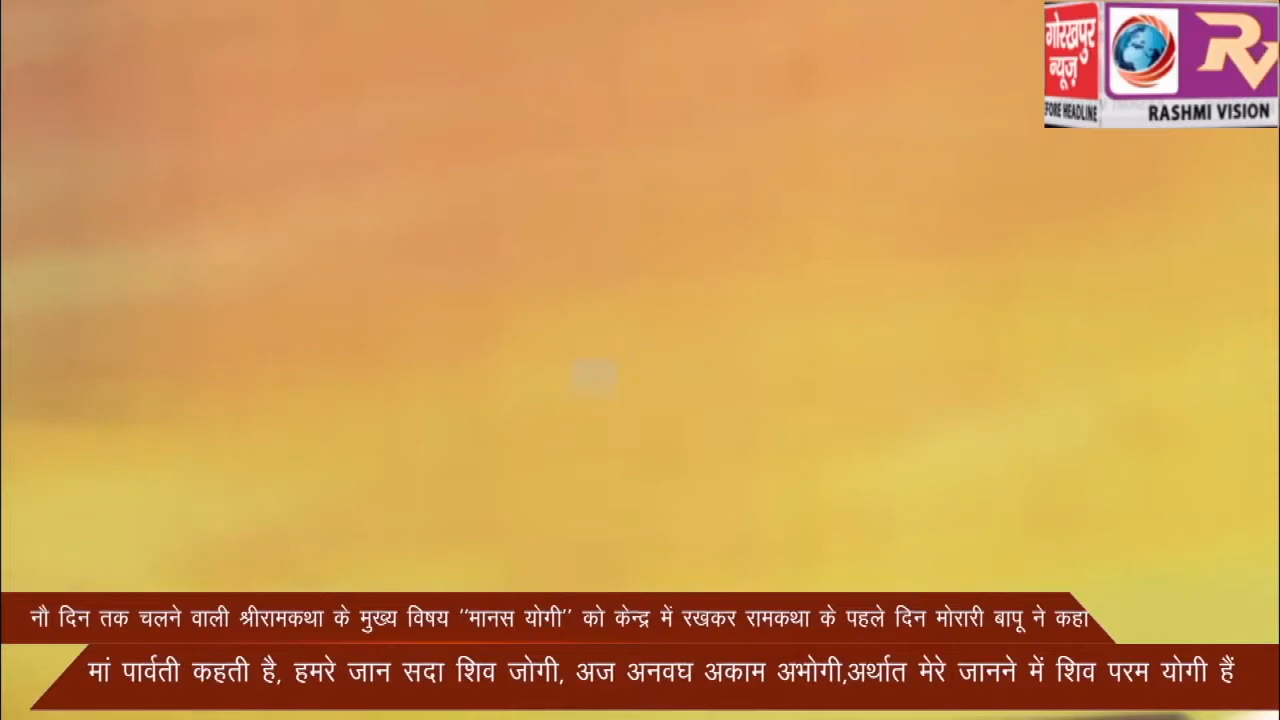 गोरखपुर
न्यूज़
FORE HEADLINE
RV
RASHMI VISION
नौ दिन तक चलने वाली श्रीरामकथा के मुख्य विषय "मानस योगी" को केन्द्र में रखकर रामकथा के पहले दिन मोरारी बापू ने कहा
मां पार्वती कहती है, हमरे जान सदा शिव जोगी, अज अनवघ अकाम अभोगी,अर्थात मेरे जानने में शिव परम योगी हैं